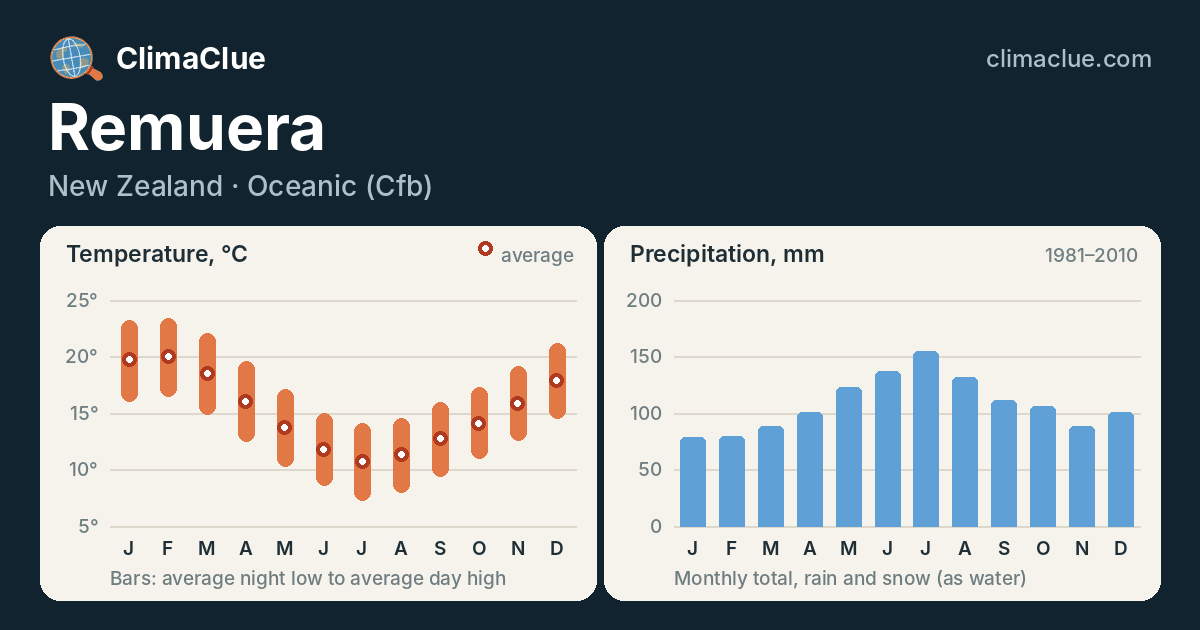 ClimaClue
climaclue.com
Remuera
New Zealand · Oceanic (Cfb)
Temperature, °C
average
25°
20°
15°
10°
5°
J F M A M J J A S O N D
Bars: average night low to average day high
Precipitation, mm
1981–2010
200
150
100
50
0
J F M A M J J A S O N D
Monthly total, rain and snow (as water)